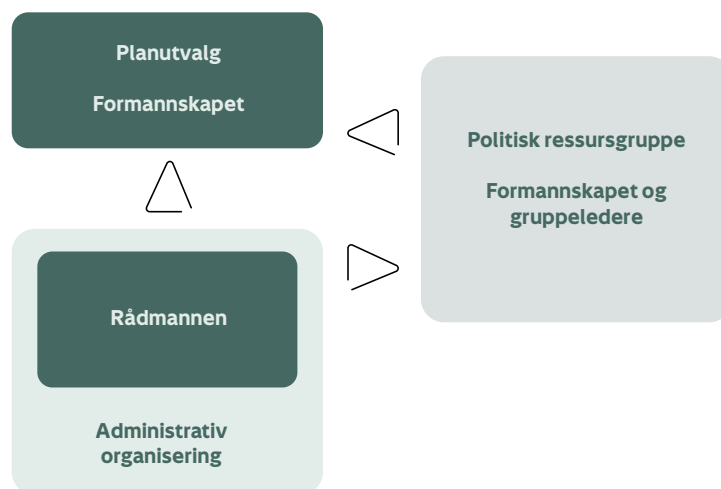 Planutvalg
Formannskapet
Politisk ressursgruppe
Formannskapet og
gruppeledere
Rådmannen
Administrativ
organisering